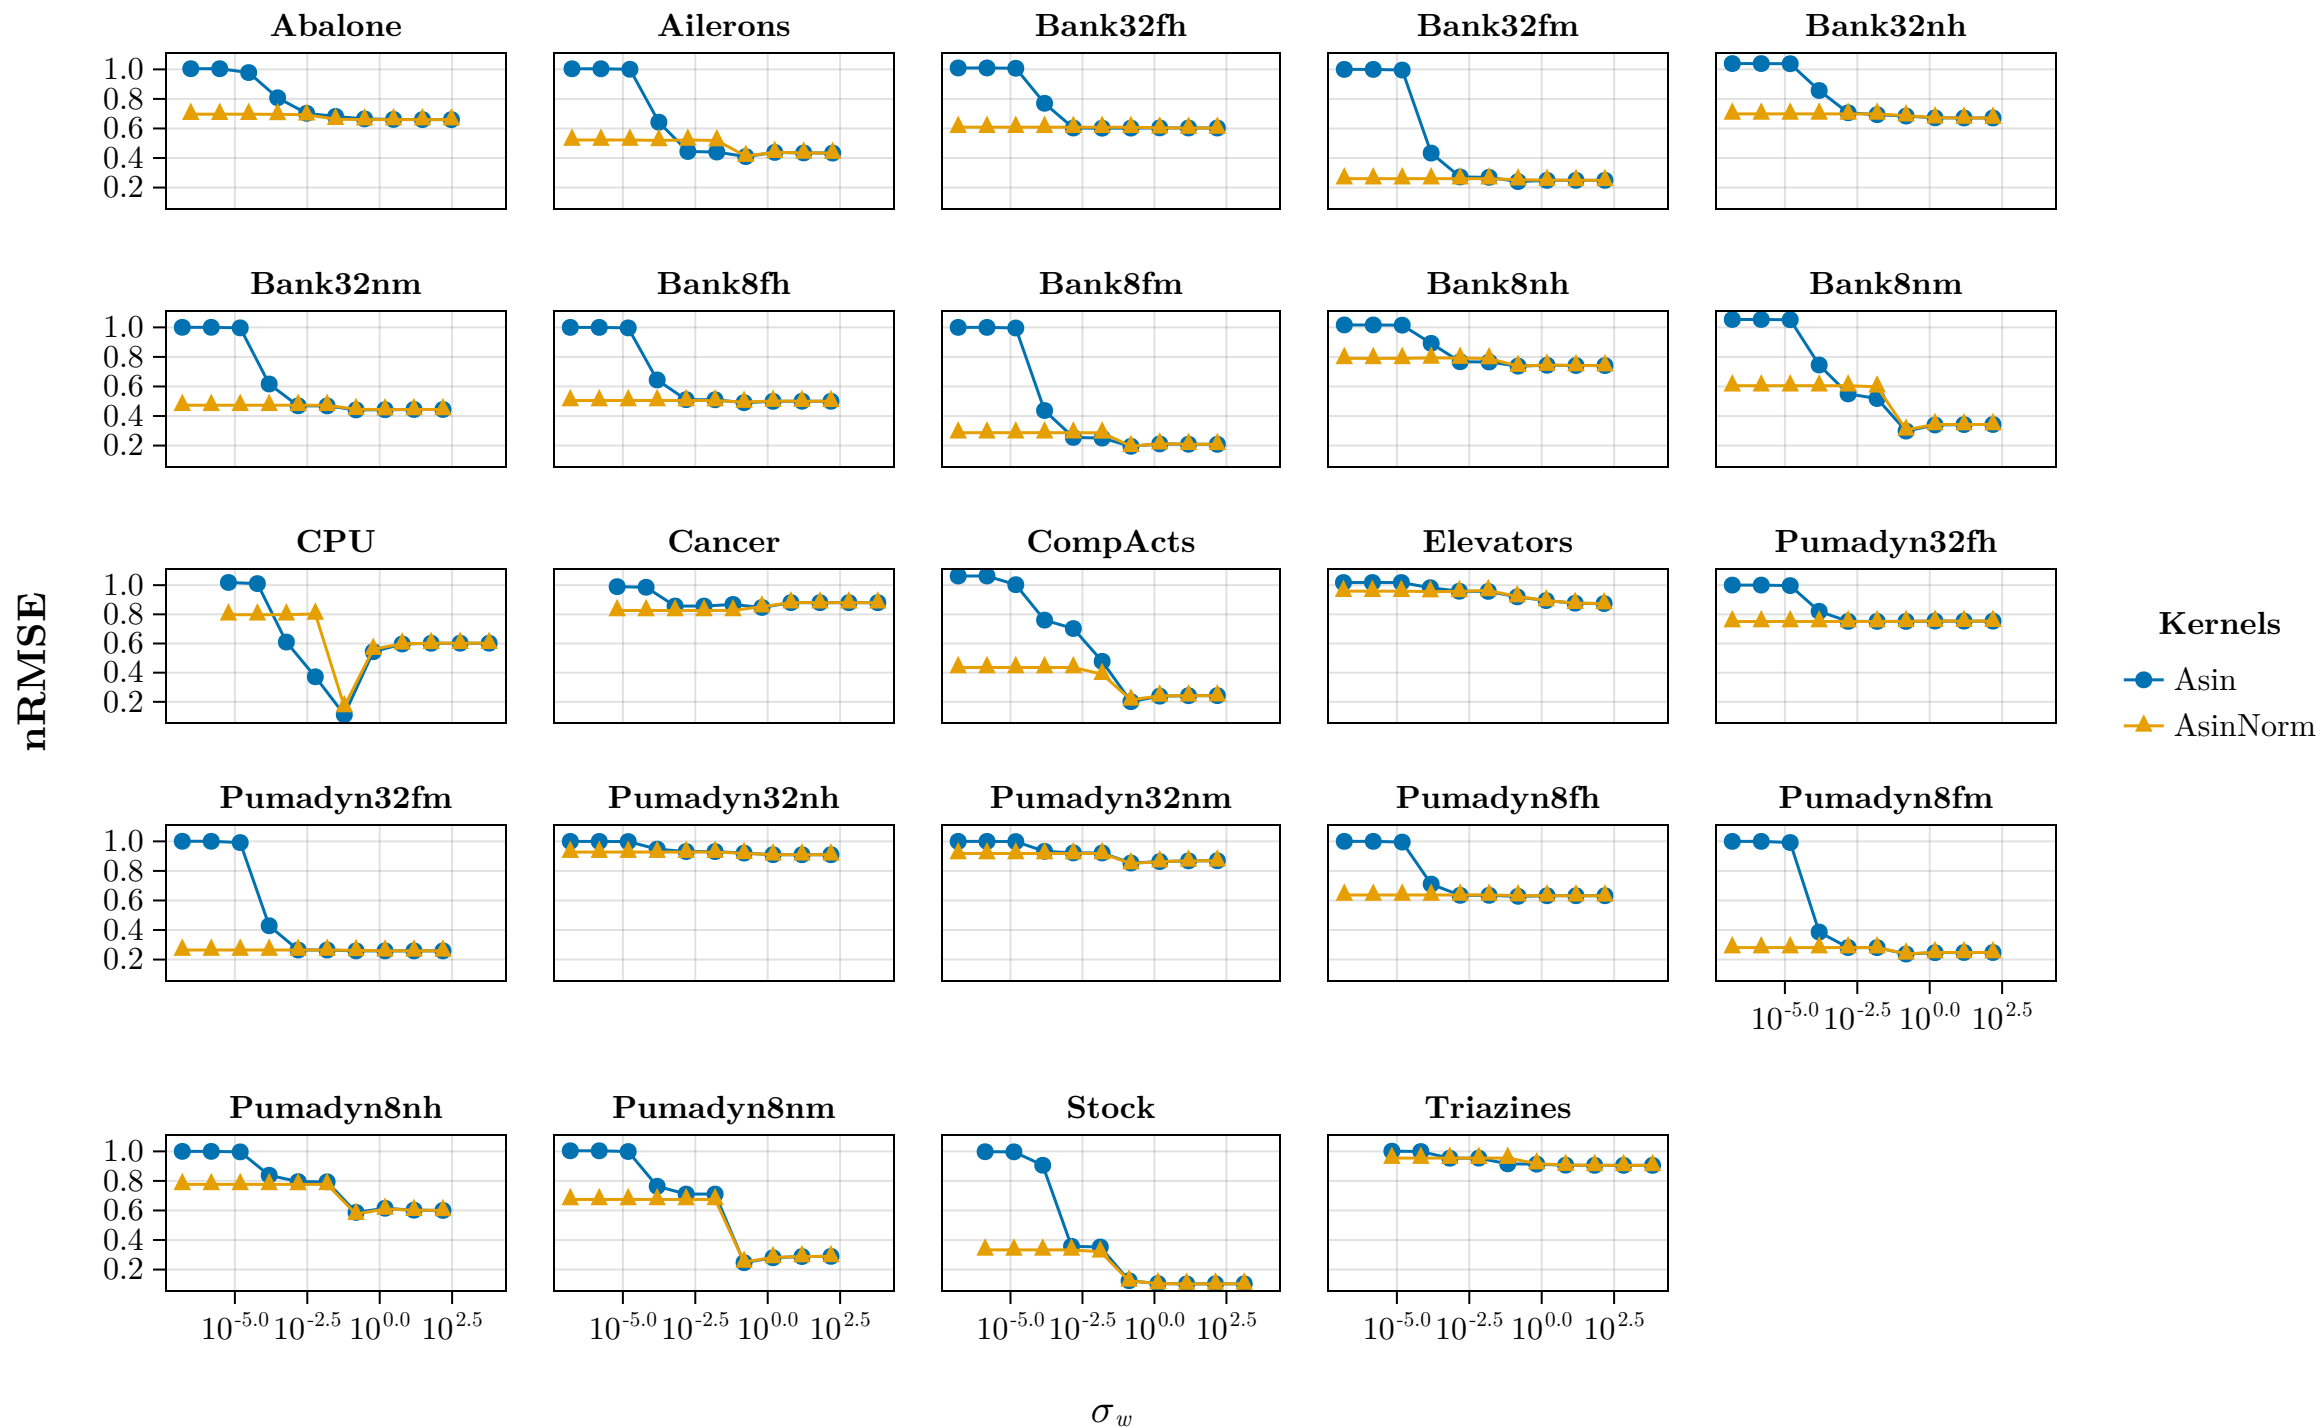 Abalone Ailerons Bank32fh Bank32fm Bank32nh
1.0
0.8
0.6
0.4
0.2
Bank32nm Bank8fh Bank8fm Bank8nh Bank8nm
1.0
0.8
0.6
0.4
0.2
CPU Cancer CompActs Elevators Pumadyn32fh
1.0
0.8
0.6
0.4
0.2
nRMSE
Kernels
Asin
AsinNorm
Pumadyn32fm Pumadyn32nh Pumadyn32nm Pumadyn8fh Pumadyn8fm
1.0
0.8
0.6
0.4
0.2
10^-5.0 10^-2.5 10^0.0 10^2.5
Pumadyn8nh Pumadyn8nm Stock Triazines
1.0
0.8
0.6
0.4
0.2
10^-5.0 10^-2.5 10^0.0 10^2.5 10^-5.0 10^-2.5 10^0.0 10^2.5 10^-5.0 10^-2.5 10^0.0 10^2.5 10^-5.0 10^-2.5 10^0.0 10^2.5
σ_w